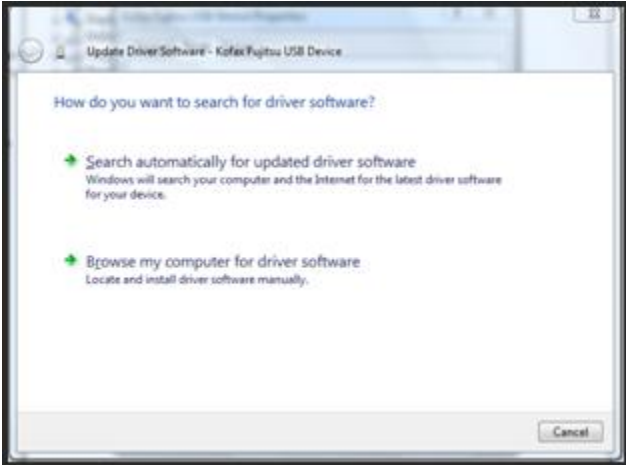 Update Driver Software - Kofax Fujitsu USB Device
How do you want to search for driver software?
Search automatically for updated driver software
Windows will search your computer and the Internet for the latest driver software
for your device.
Browse my computer for driver software
Locate and install driver software manually.
Cancel